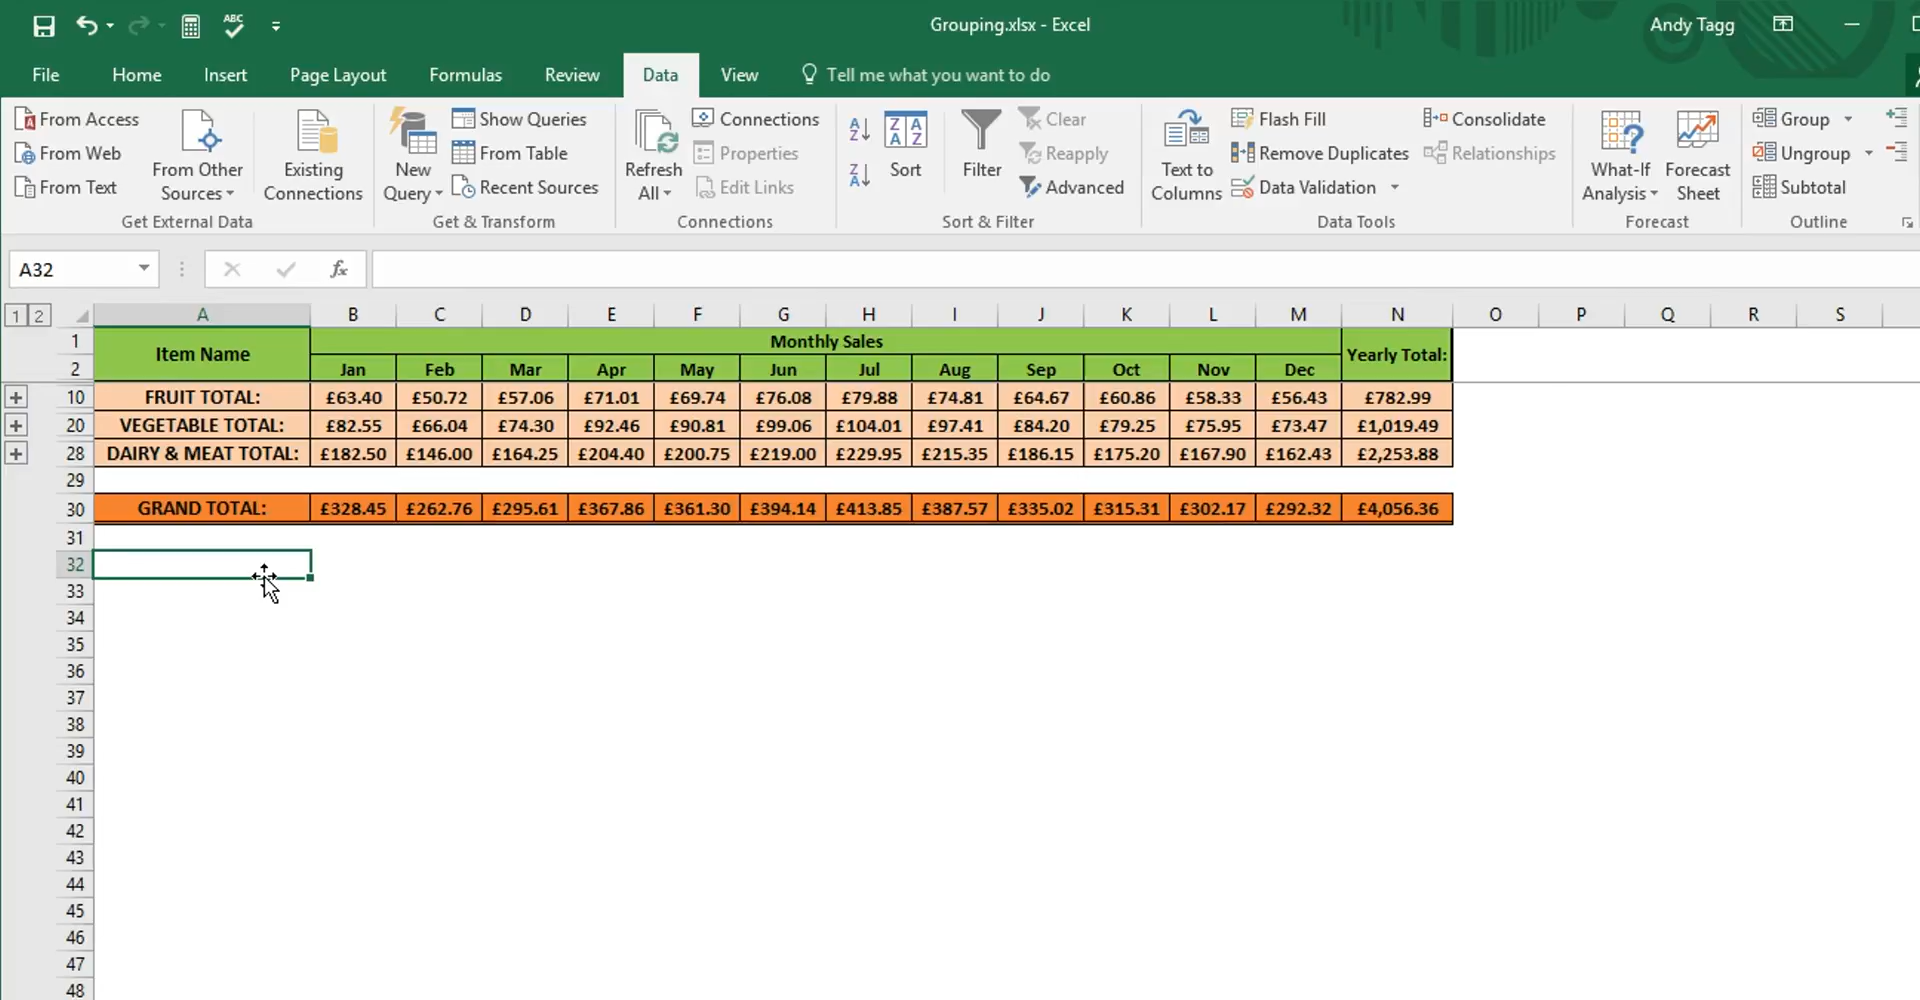 ABC
Grouping.xlsx - Excel
Andy Tagg
File Home Insert Page Layout Formulas Review Data View Tell me what you want to do
From Access
From Web
From Text
From Other Sources
Existing Connections
Get External Data
New Query
Show Queries
From Table
Recent Sources
Get & Transform
Refresh All
Connections
Properties
Edit Links
Connections
Sort
Filter
Clear
Reapply
Advanced
Sort & Filter
Text to Columns
Flash Fill
Remove Duplicates
Data Validation
Consolidate
Relationships
Data Tools
What-If Analysis
Forecast Sheet
Forecast
Group
Ungroup
Subtotal
Outline
A32 fx
1 2 A B C D E F G H I J K L M N O P Q R S
1 Item Name Monthly Sales Yearly Total:
2 Jan Feb Mar Apr May Jun Jul Aug Sep Oct Nov Dec
10 FRUIT TOTAL: £63.40 £50.72 £57.06 £71.01 £69.74 £76.08 £79.88 £74.81 £64.67 £60.86 £58.33 £56.43 £782.99
20 VEGETABLE TOTAL: £82.55 £66.04 £74.30 £92.46 £90.81 £99.06 £104.01 £97.41 £84.20 £79.25 £75.95 £73.47 £1,019.49
28 DAIRY & MEAT TOTAL: £182.50 £146.00 £164.25 £204.40 £200.75 £219.00 £229.95 £215.35 £186.15 £175.20 £167.90 £162.43 £2,253.88
29
30 GRAND TOTAL: £328.45 £262.76 £295.61 £367.86 £361.30 £394.14 £413.85 £387.57 £335.02 £315.31 £302.17 £292.32 £4,056.36
31
32
33
34
35
36
37
38
39
40
41
42
43
44
45
46
47
48